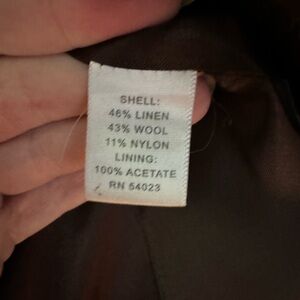 SHELL:
46% LINEN
43% WOOL
11% NYLON
LINING:
100% ACETATE
RN 54023